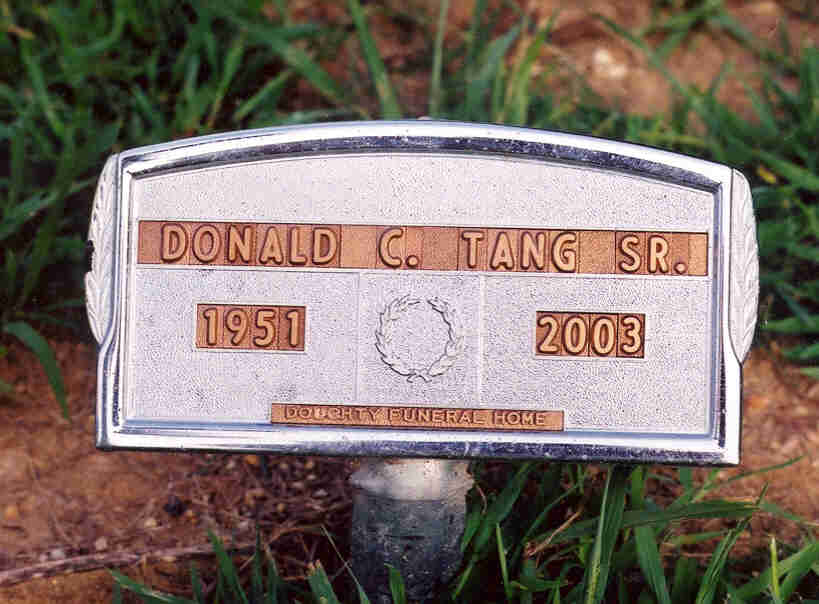 DONALD C. TANG SR.
1951 2003
DOUGHTY FUNERAL HOME